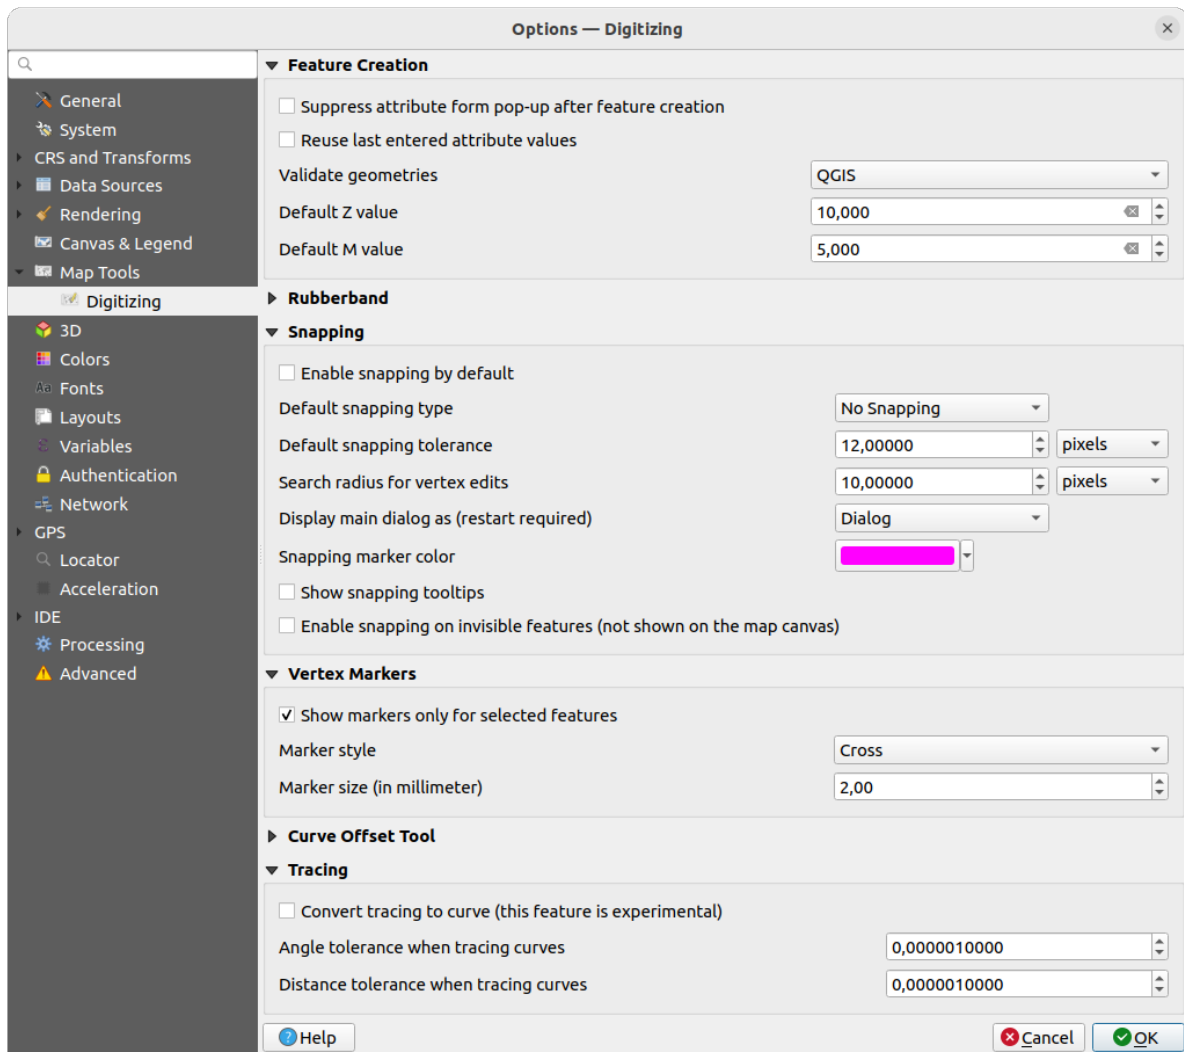 Options — Digitizing
General
System
CRS and Transforms
Data Sources
Rendering
Canvas & Legend
Map Tools
Digitizing
3D
Colors
Aa Fonts
Layouts
ε Variables
Authentication
Network
GPS
Locator
Acceleration
IDE
Processing
Advanced
Feature Creation
Suppress attribute form pop-up after feature creation
Reuse last entered attribute values
Validate geometries QGIS
Default Z value 10,000
Default M value 5,000
Rubberband
Snapping
Enable snapping by default
Default snapping type No Snapping
Default snapping tolerance 12,00000 pixels
Search radius for vertex edits 10,00000 pixels
Display main dialog as (restart required) Dialog
Snapping marker color
Show snapping tooltips
Enable snapping on invisible features (not shown on the map canvas)
Vertex Markers
Show markers only for selected features
Marker style Cross
Marker size (in millimeter) 2,00
Curve Offset Tool
Tracing
Convert tracing to curve (this feature is experimental)
Angle tolerance when tracing curves 0,0000010000
Distance tolerance when tracing curves 0,0000010000
? Help Cancel OK